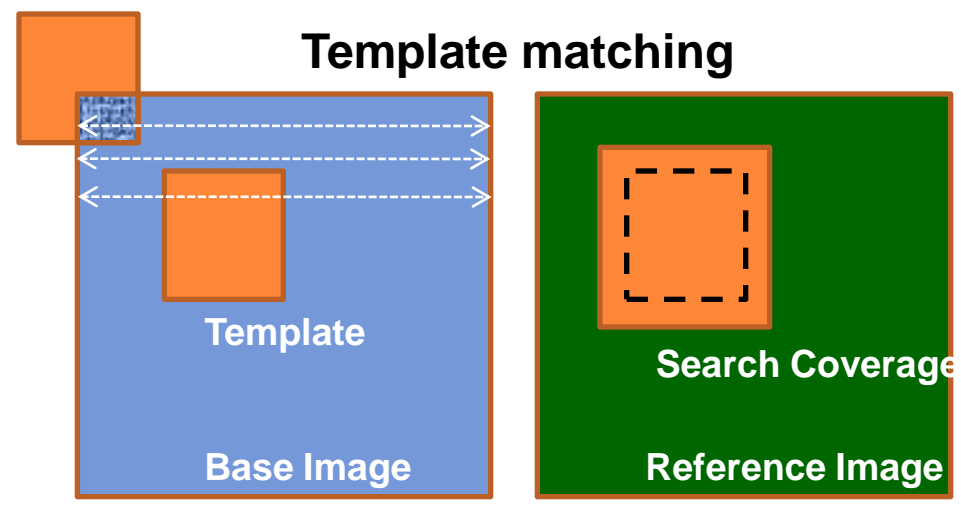 Template matching
Template
Search Coverage
Base Image
Reference Image